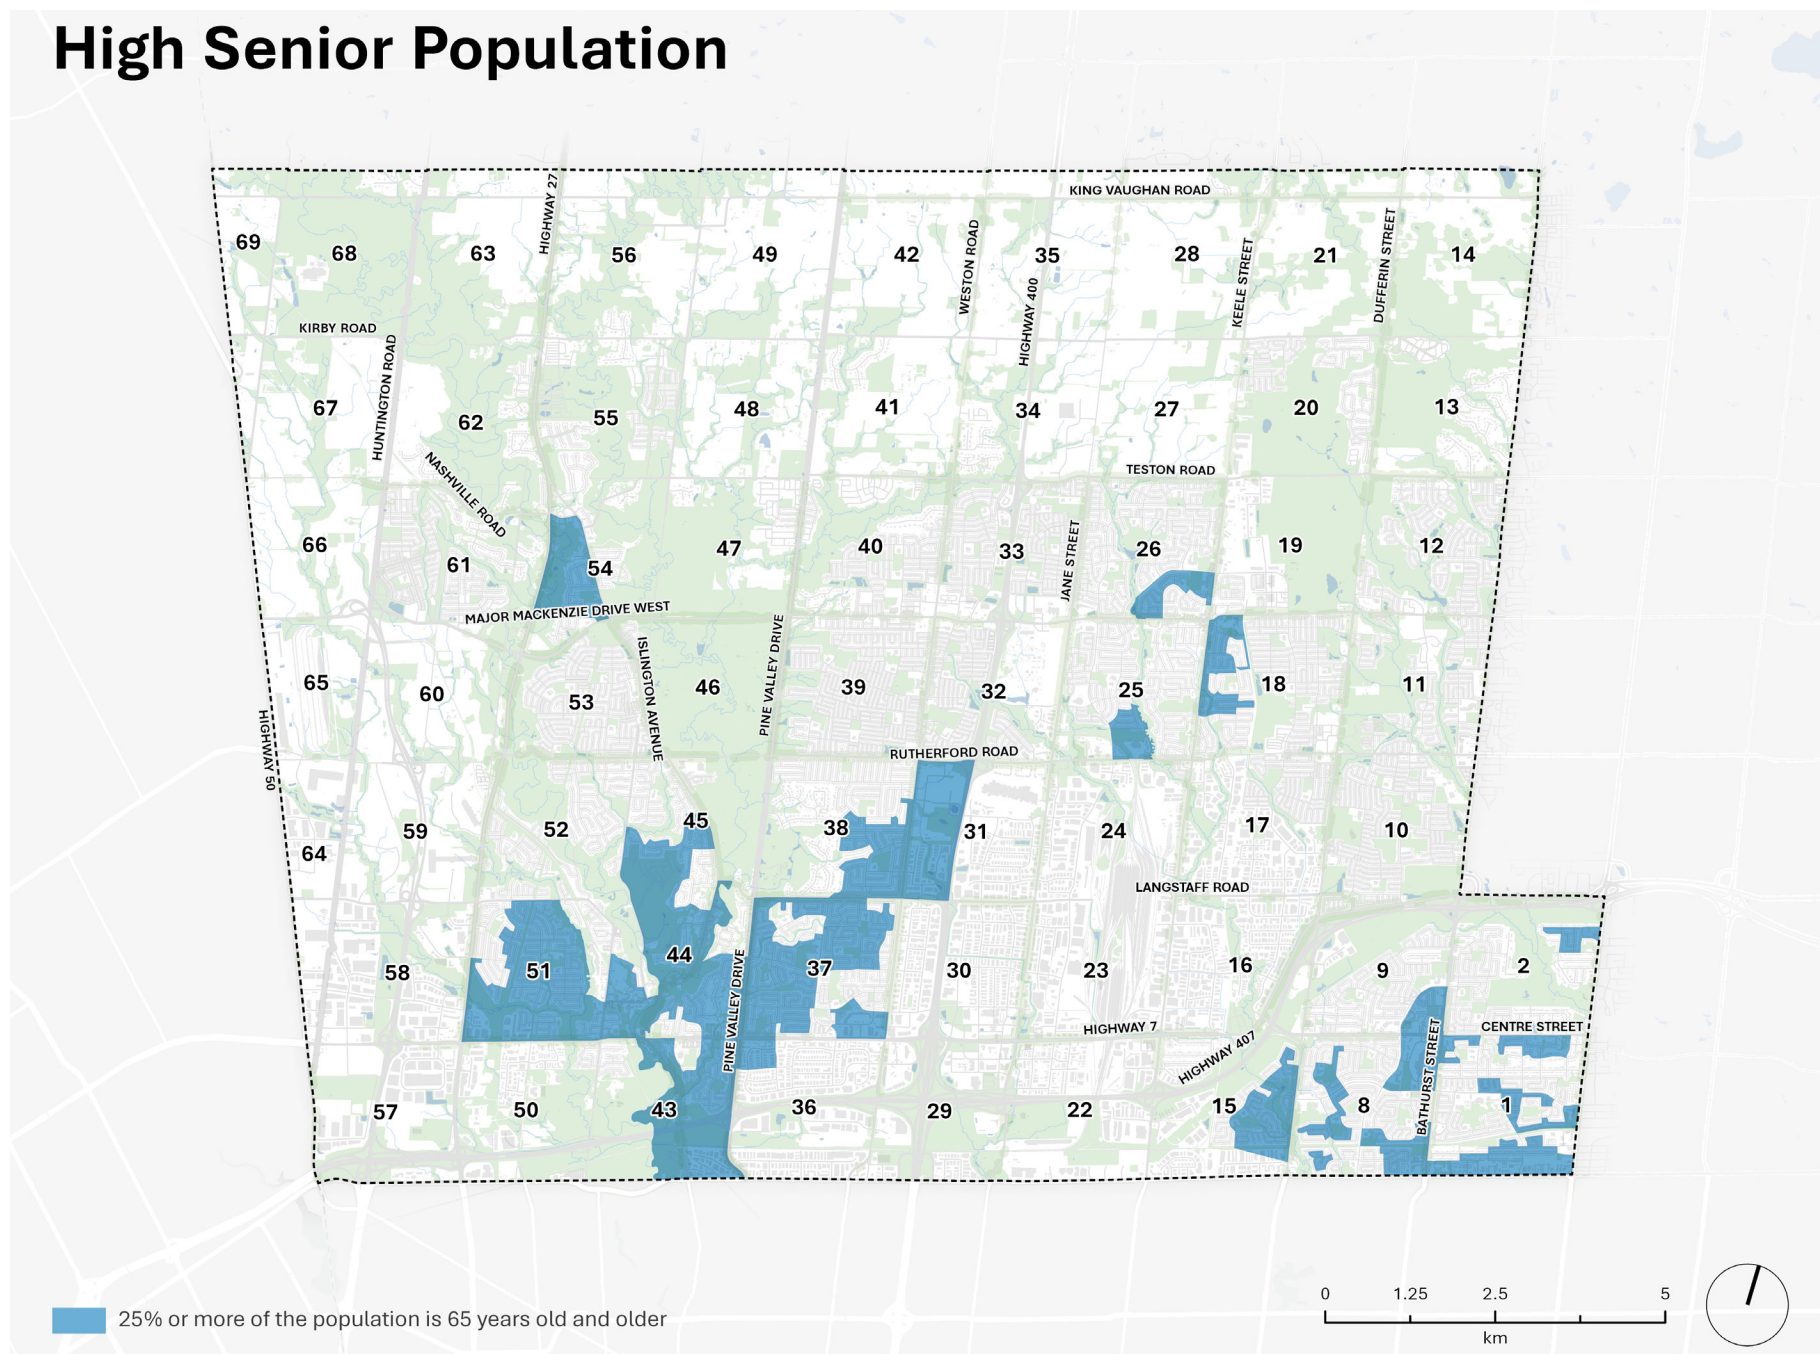 High Senior Population
KING VAUGHAN ROAD
HIGHWAY 27
WESTON ROAD
HIGHWAY 400
KEELE STREET
DUFFERIN STREET
69
68
63
56
49
42
35
28
21
14
KIRBY ROAD
HUNTINGTON ROAD
67
62
55
48
41
34
27
20
13
NASHVILLE ROAD
TESTON ROAD
JANE STREET
66
61
54
47
40
33
26
19
12
MAJOR MACKENZIE DRIVE WEST
ISLINGTON AVENUE
PINE VALLEY DRIVE
65
60
53
46
39
32
25
18
11
HIGHWAY 50
RUTHERFORD ROAD
64
59
52
45
38
31
24
17
10
LANGSTAFF ROAD
58
51
44
37
30
23
16
9
2
PINE VALLEY DRIVE
HIGHWAY 7
HIGHWAY 407
CENTRE STREET
BATHURST STREET
57
50
43
36
29
22
15
8
1
25% or more of the population is 65 years old and older
0 1.25 2.5 5
km